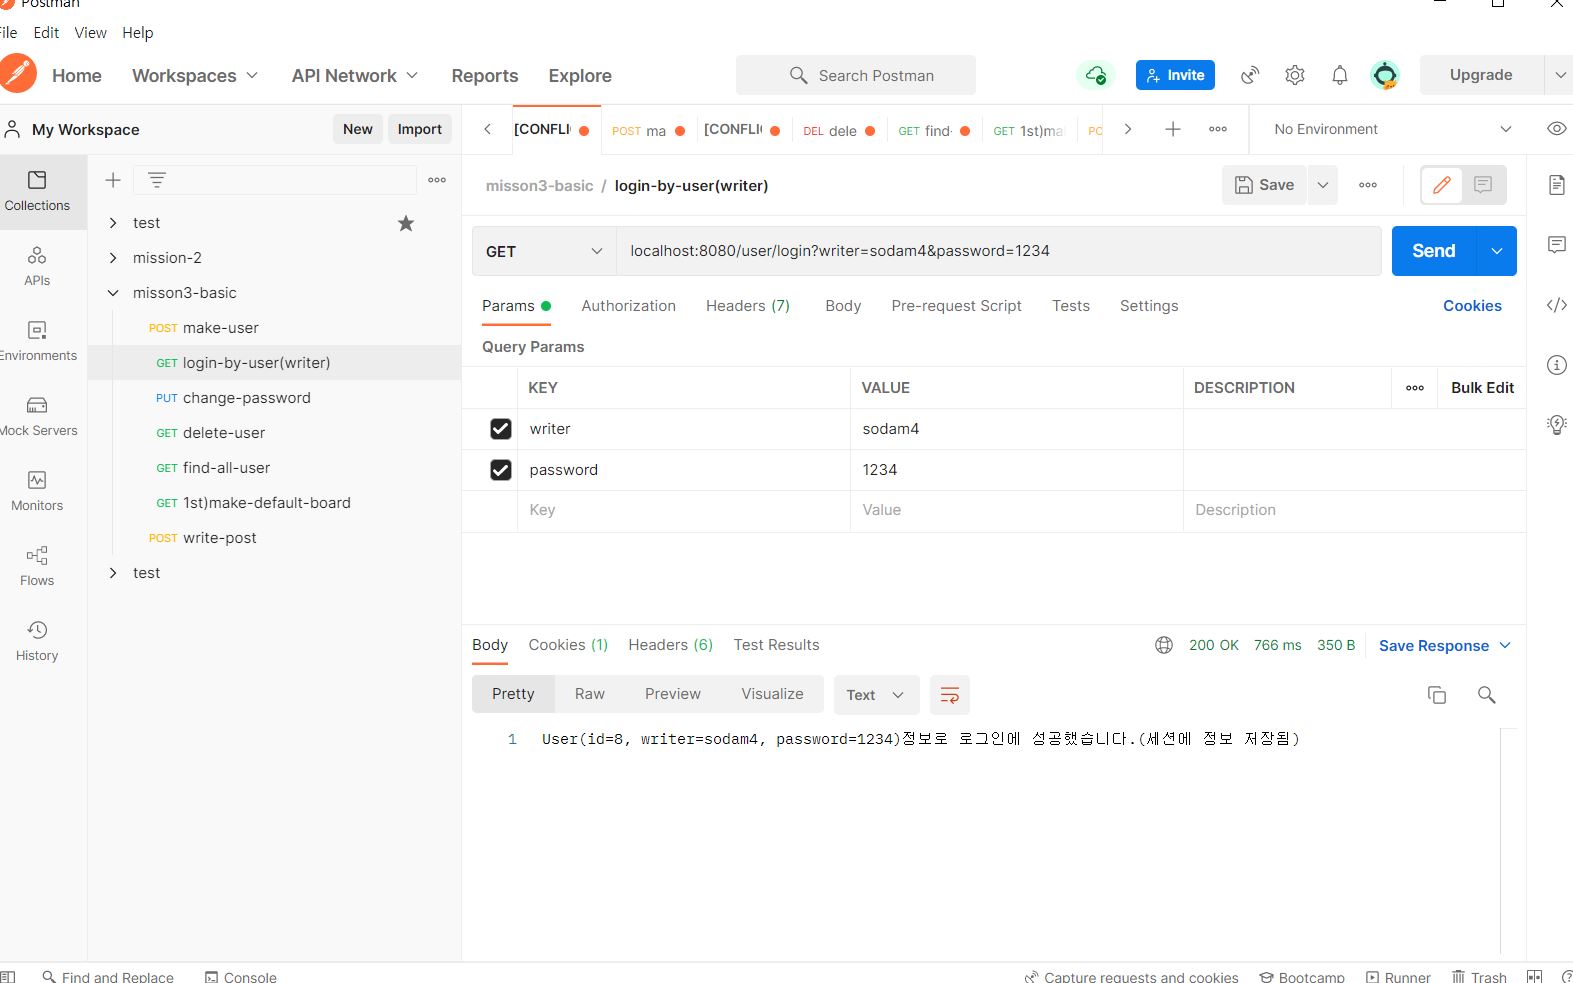 Postman
File Edit View Help
Home Workspaces API Network Reports Explore Search Postman Invite Upgrade
My Workspace New Import
[CONFLIC POST ma [CONFLIC DEL dele GET find- GET 1st)ma PO No Environment
Collections
APIs
Environments
Mock Servers
Monitors
Flows
History
test
mission-2
misson3-basic
POST make-user
GET login-by-user(writer)
PUT change-password
GET delete-user
GET find-all-user
GET 1st)make-default-board
POST write-post
test
misson3-basic / login-by-user(writer) Save
GET localhost:8080/user/login?writer=sodam4&password=1234 Send
Params Authorization Headers (7) Body Pre-request Script Tests Settings Cookies
Query Params
KEY VALUE DESCRIPTION Bulk Edit
writer sodam4
password 1234
Key Value Description
Body Cookies (1) Headers (6) Test Results 200 OK 766 ms 350 B Save Response
Pretty Raw Preview Visualize Text
1 User(id=8, writer=sodam4, password=1234)정보로 로그인에 성공했습니다.(세션에 정보 저장됨)
Find and Replace Console Capture requests and cookies Bootcamp Runner Trash